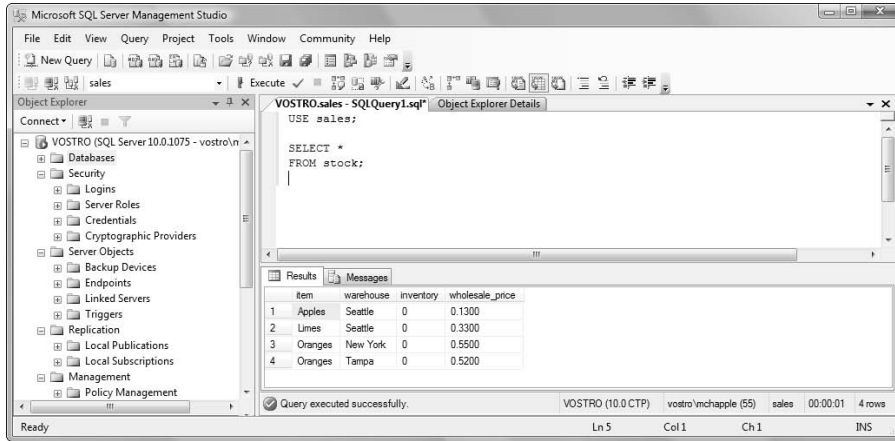 Microsoft SQL Server Management Studio
File Edit View Query Project Tools Window Community Help
New Query
sales
Execute
Object Explorer
Connect
VOSTRO (SQL Server 10.0.1075 - vostro\m
Databases
Security
Logins
Server Roles
Credentials
Cryptographic Providers
Server Objects
Backup Devices
Endpoints
Linked Servers
Triggers
Replication
Local Publications
Local Subscriptions
Management
Policy Management
VOSTRO.sales - SQLQuery1.sql* Object Explorer Details
USE sales;
SELECT *
FROM stock;
Results Messages
item warehouse inventory wholesale_price
1 Apples Seattle 0 0.1300
2 Limes Seattle 0 0.3300
3 Oranges New York 0 0.5500
4 Oranges Tampa 0 0.5200
Query executed successfully. VOSTRO (10.0 CTP) vostro\mchapple (55) sales 00:00:01 4 rows
Ready Ln 5 Col 1 Ch 1 INS